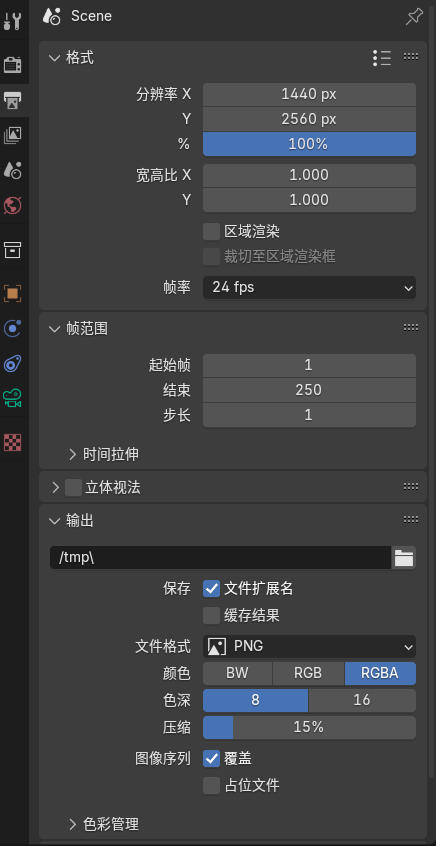 Scene
格式
分辨率 X 1440 px
Y 2560 px
% 100%
宽高比 X 1.000
Y 1.000
区域渲染
裁切至区域渲染框
帧率 24 fps
帧范围
起始帧 1
结束 250
步长 1
时间拉伸
立体视法
输出
/tmp\
保存 文件扩展名
缓存结果
文件格式 PNG
颜色 BW RGB RGBA
色深 8 16
压缩 15%
图像序列 覆盖
占位文件
色彩管理